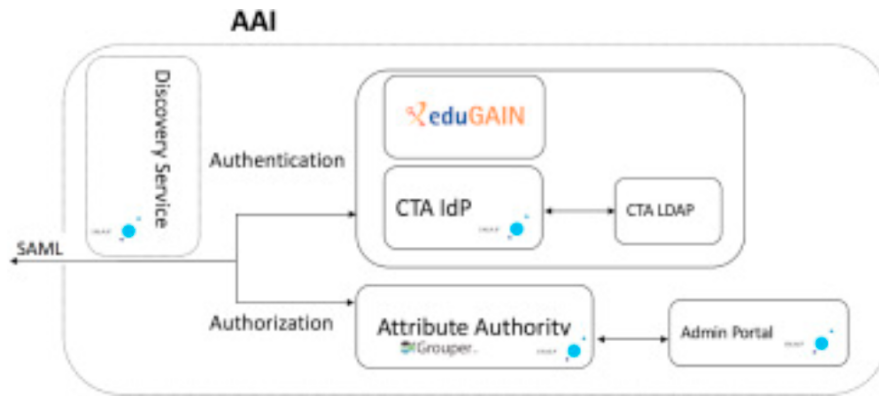 AAI
Discovery Service
eduGAIN
Authentication
CTA IdP
CTA LDAP
SAML
Authorization
Attribute Authority
Grouper
Admin Portal